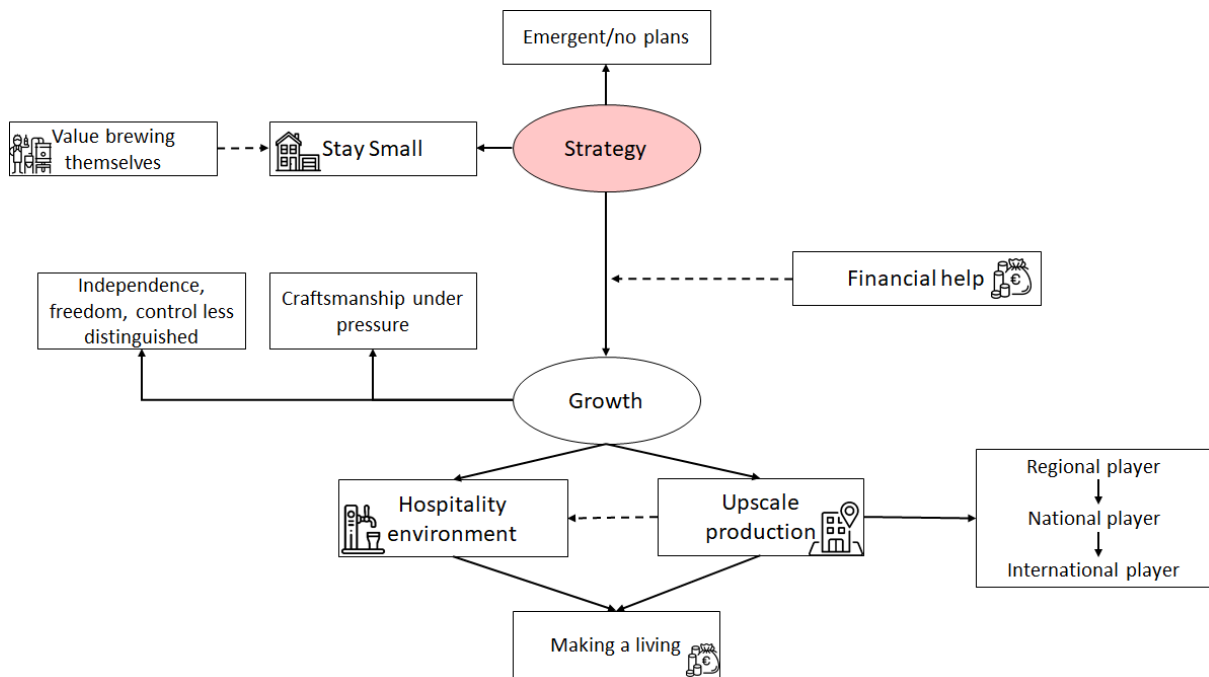 Emergent/no plans
Value brewing
themselves
Stay Small
Strategy
Financial help
€
Independence,
freedom, control less
distinguished
Craftsmanship under
pressure
Growth
Hospitality
environment
Upscale
production
Regional player
National player
International player
Making a living
€